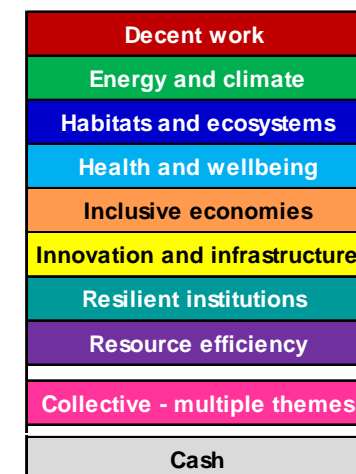 Decent work
Energy and climate
Habitats and ecosystems
Health and wellbeing
Inclusive economies
Innovation and infrastructure
Resilient institutions
Resource efficiency
Collective - multiple themes
Cash